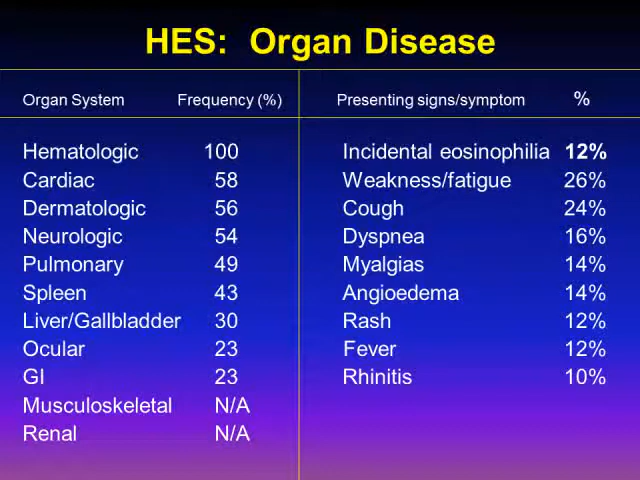 HES:  Organ Disease
Organ System Frequency (%) Presenting signs/symptom %
Hematologic 100 Incidental eosinophilia 12%
Cardiac 58 Weakness/fatigue 26%
Dermatologic 56 Cough 24%
Neurologic 54 Dyspnea 16%
Pulmonary 49 Myalgias 14%
Spleen 43 Angioedema 14%
Liver/Gallbladder 30 Rash 12%
Ocular 23 Fever 12%
GI 23 Rhinitis 10%
Musculoskeletal N/A
Renal N/A